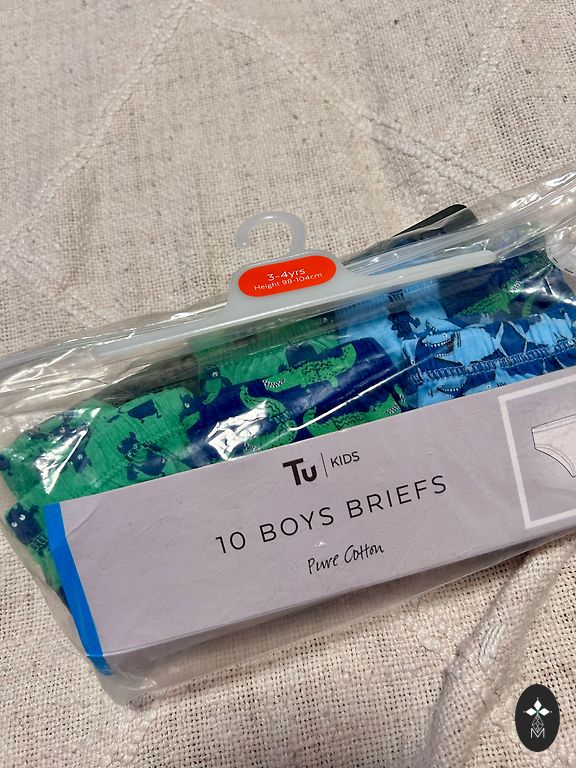 3-4yrs
Height 98-104cm
Tu | KIDS
10 BOYS BRIEFS
Pure Cotton
M